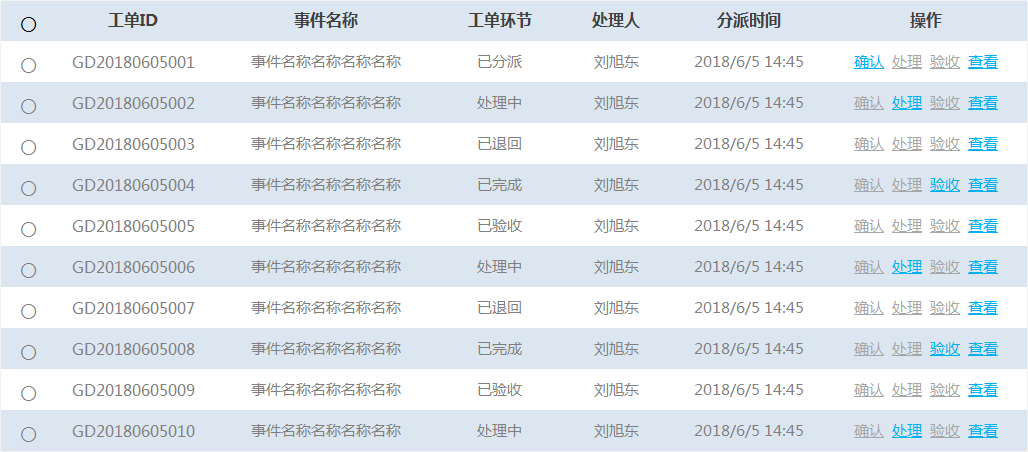 工单ID 事件名称 工单环节 处理人 分派时间 操作
GD20180605001 事件名称名称名称名称 已分派 刘旭东 2018/6/5 14:45 确认 处理 验收 查看
GD20180605002 事件名称名称名称名称 处理中 刘旭东 2018/6/5 14:45 确认 处理 验收 查看
GD20180605003 事件名称名称名称名称 已退回 刘旭东 2018/6/5 14:45 确认 处理 验收 查看
GD20180605004 事件名称名称名称名称 已完成 刘旭东 2018/6/5 14:45 确认 处理 验收 查看
GD20180605005 事件名称名称名称名称 已验收 刘旭东 2018/6/5 14:45 确认 处理 验收 查看
GD20180605006 事件名称名称名称名称 处理中 刘旭东 2018/6/5 14:45 确认 处理 验收 查看
GD20180605007 事件名称名称名称名称 已退回 刘旭东 2018/6/5 14:45 确认 处理 验收 查看
GD20180605008 事件名称名称名称名称 已完成 刘旭东 2018/6/5 14:45 确认 处理 验收 查看
GD20180605009 事件名称名称名称名称 已验收 刘旭东 2018/6/5 14:45 确认 处理 验收 查看
GD20180605010 事件名称名称名称名称 处理中 刘旭东 2018/6/5 14:45 确认 处理 验收 查看